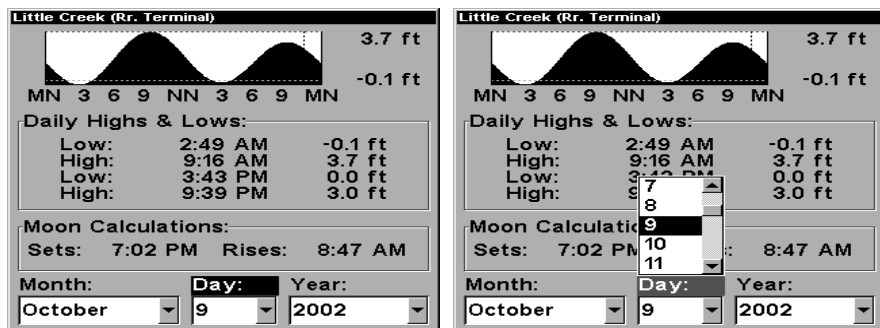 Little Creek (Rr. Terminal)
3.7 ft
-0.1 ft
MN 3 6 9 NN 3 6 9 MN
Daily Highs & Lows:
Low: 2:49 AM -0.1 ft
High: 9:16 AM 3.7 ft
Low: 3:43 PM 0.0 ft
High: 9:39 PM 3.0 ft
Moon Calculations:
Sets: 7:02 PM Rises: 8:47 AM
Month: Day: Year:
October 9 2002
Little Creek (Rr. Terminal)
3.7 ft
-0.1 ft
MN 3 6 9 NN 3 6 9 MN
Daily Highs & Lows:
Low: 2:49 AM -0.1 ft
High: 9:16 AM 3.7 ft
Low: 0.0 ft
High: 3.0 ft
7
8
9
10
11
Moon
Sets: 7:02 8:47 AM
Month: Day: Year:
October 9 2002